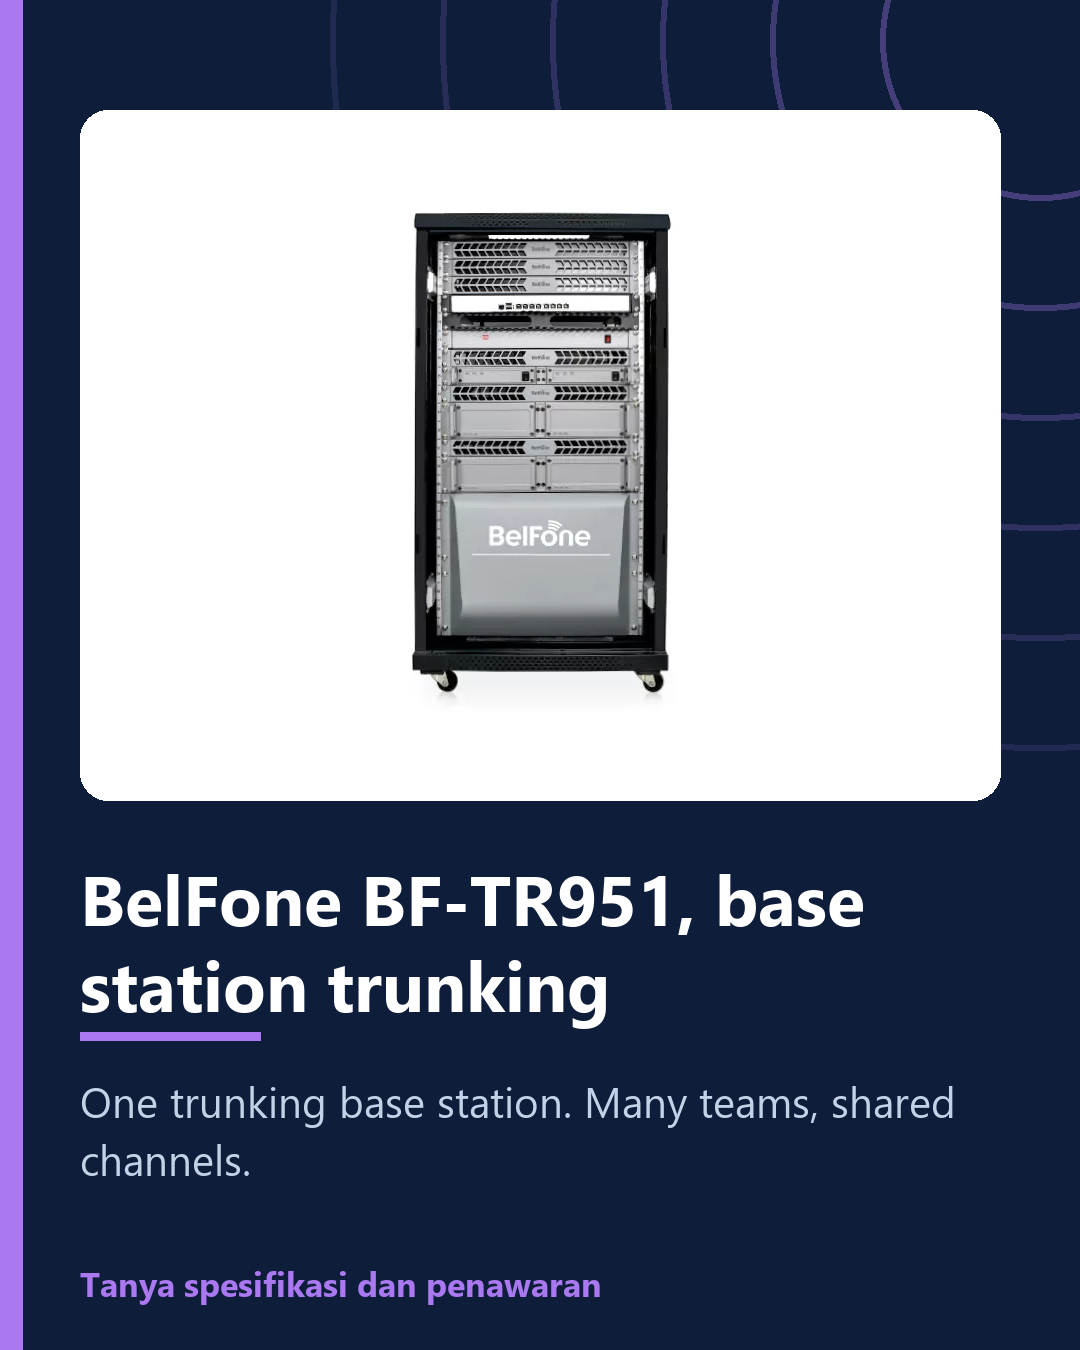 BelFone
BelFone BF-TR951, base
station trunking
One trunking base station. Many teams, shared
channels.
Tanya spesifikasi dan penawaran